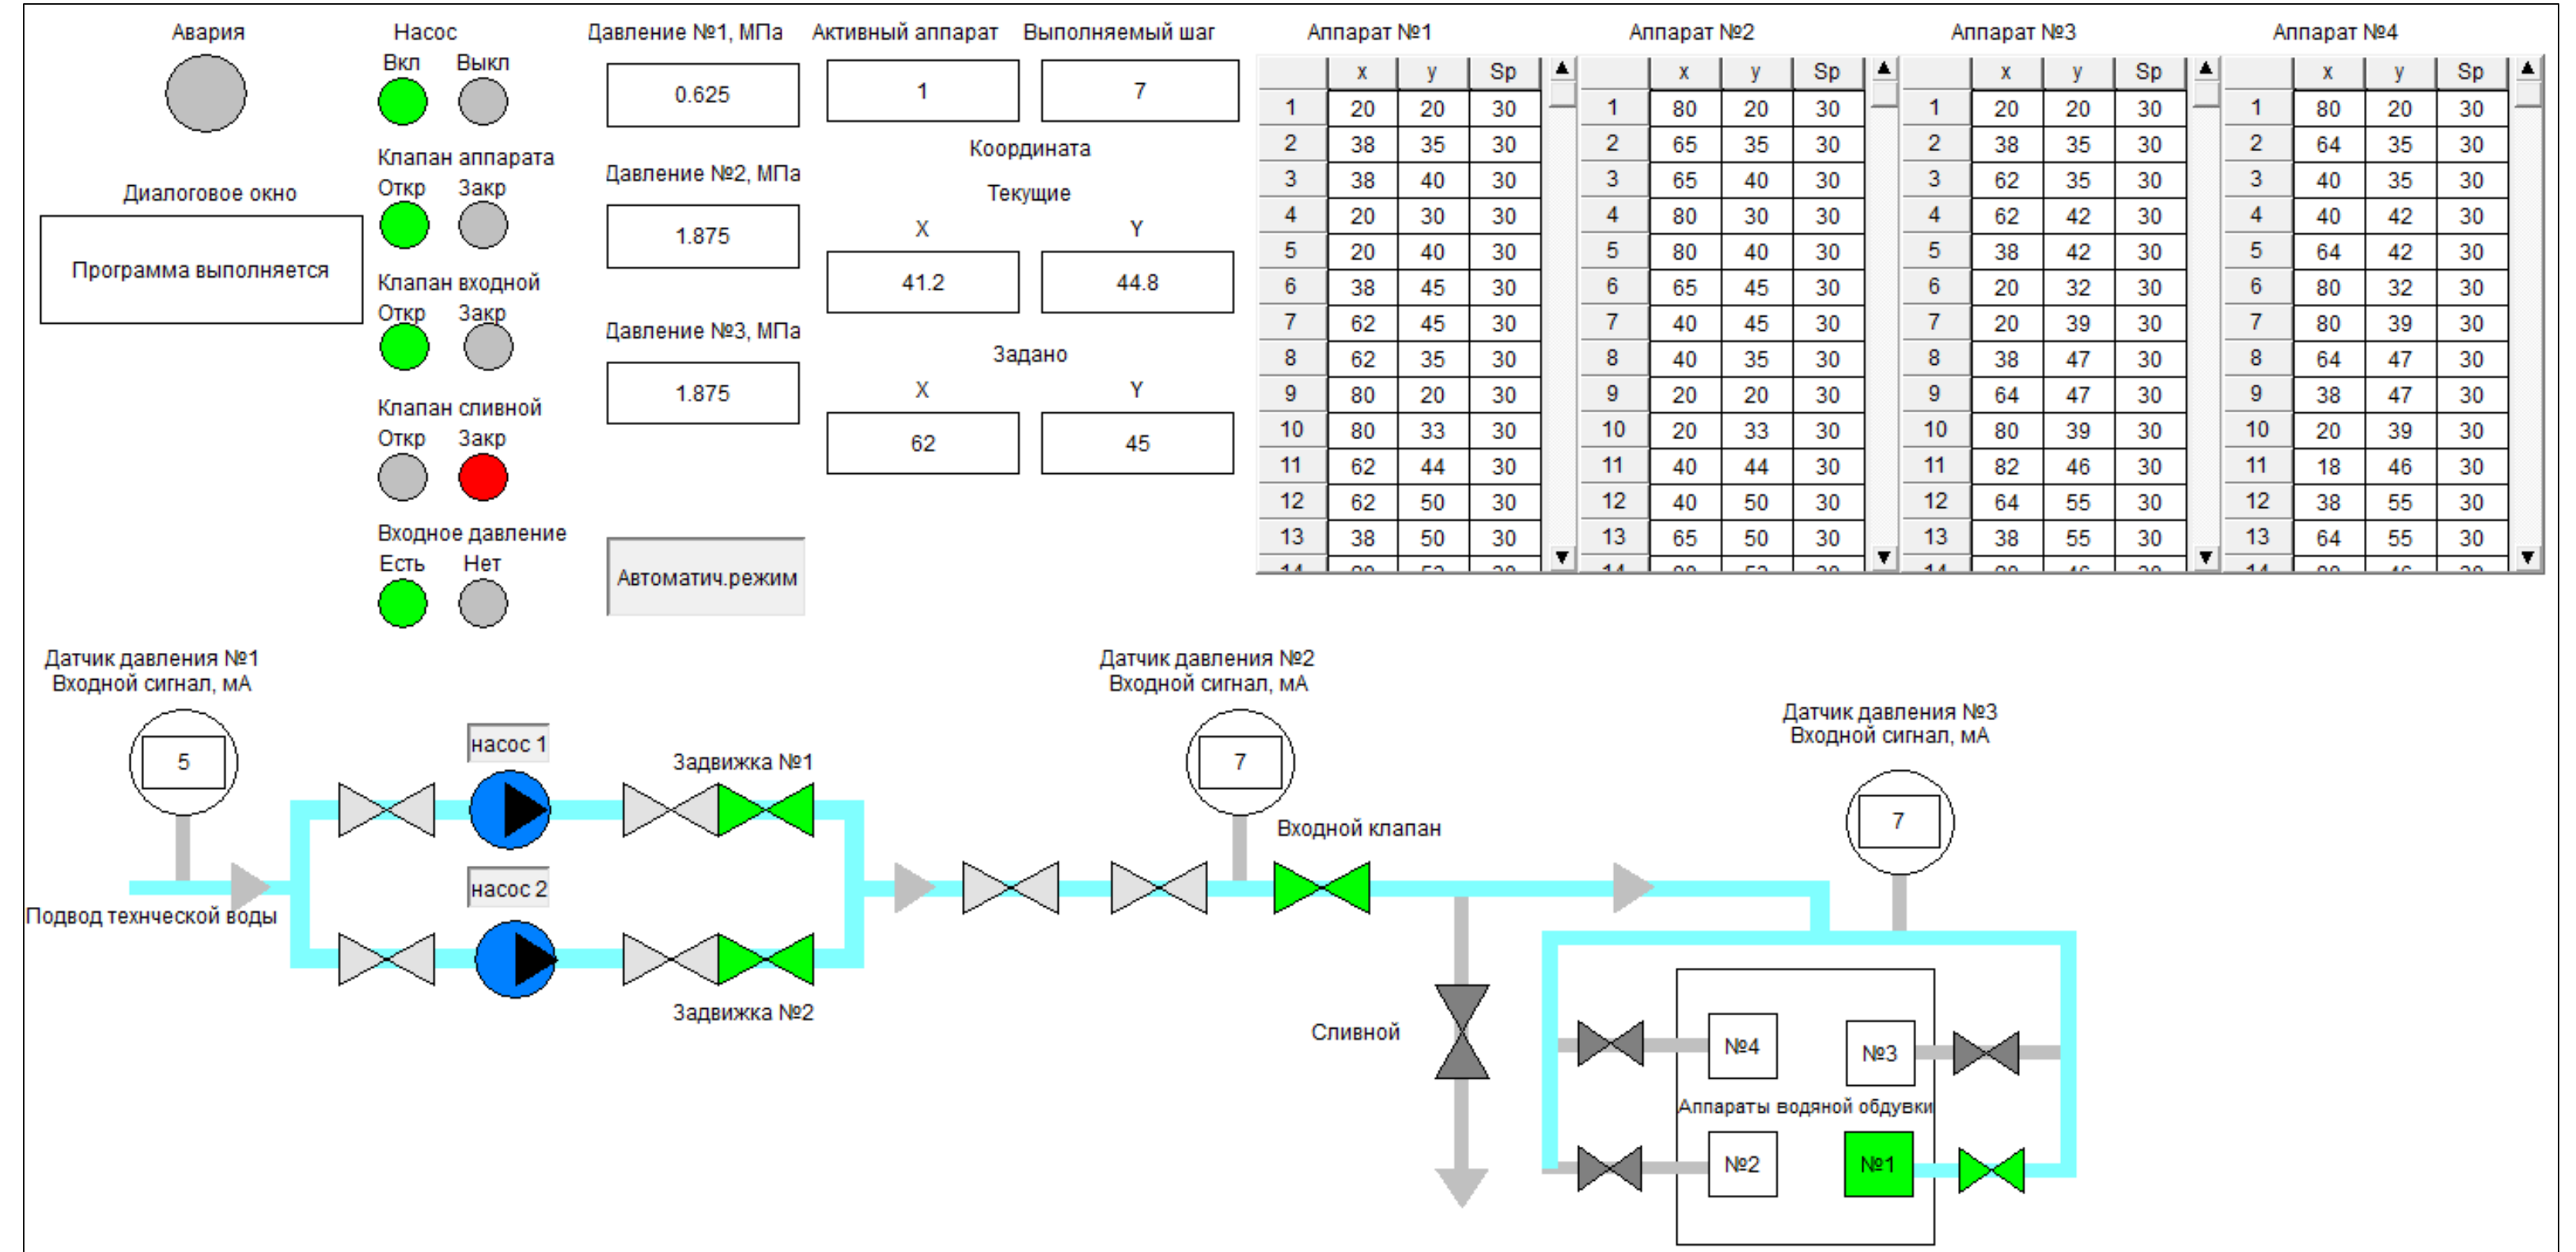 Авария
Насос
Вкл Выкл
Клапан аппарата
Откр Закр
Клапан входной
Откр Закр
Клапан сливной
Откр Закр
Входное давление
Есть Нет
Диалоговое окно
Программа выполняется
Давление №1, МПа
0.625
Давление №2, МПа
1.875
Давление №3, МПа
1.875
Автоматич.режим
Активный аппарат Выполняемый шаг
1 7
Координата
Текущие
X Y
41.2 44.8
Задано
X Y
62 45
Аппарат №1
x y Sp
1 20 20 30
2 38 35 30
3 38 40 30
4 20 30 30
5 20 40 30
6 38 45 30
7 62 45 30
8 62 35 30
9 80 20 30
10 80 33 30
11 62 44 30
12 62 50 30
13 38 50 30
Аппарат №2
x y Sp
1 80 20 30
2 65 35 30
3 65 40 30
4 80 30 30
5 80 40 30
6 65 45 30
7 40 45 30
8 40 35 30
9 20 20 30
10 20 33 30
11 40 44 30
12 40 50 30
13 65 50 30
Аппарат №3
x y Sp
1 20 20 30
2 38 35 30
3 62 35 30
4 62 42 30
5 38 42 30
6 20 32 30
7 20 39 30
8 38 47 30
9 64 47 30
10 80 39 30
11 82 46 30
12 64 55 30
13 38 55 30
Аппарат №4
x y Sp
1 80 20 30
2 64 35 30
3 40 35 30
4 40 42 30
5 64 42 30
6 80 32 30
7 80 39 30
8 64 47 30
9 38 47 30
10 20 39 30
11 18 46 30
12 38 55 30
13 64 55 30
Датчик давления №1
Входной сигнал, мА
5
насос 1
Задвижка №1
насос 2
Подвод технческой воды
Задвижка №2
Датчик давления №2
Входной сигнал, мА
7
Входной клапан
Сливной
Датчик давления №3
Входной сигнал, мА
7
№4 №3
Аппараты водяной обдувки
№2 №1